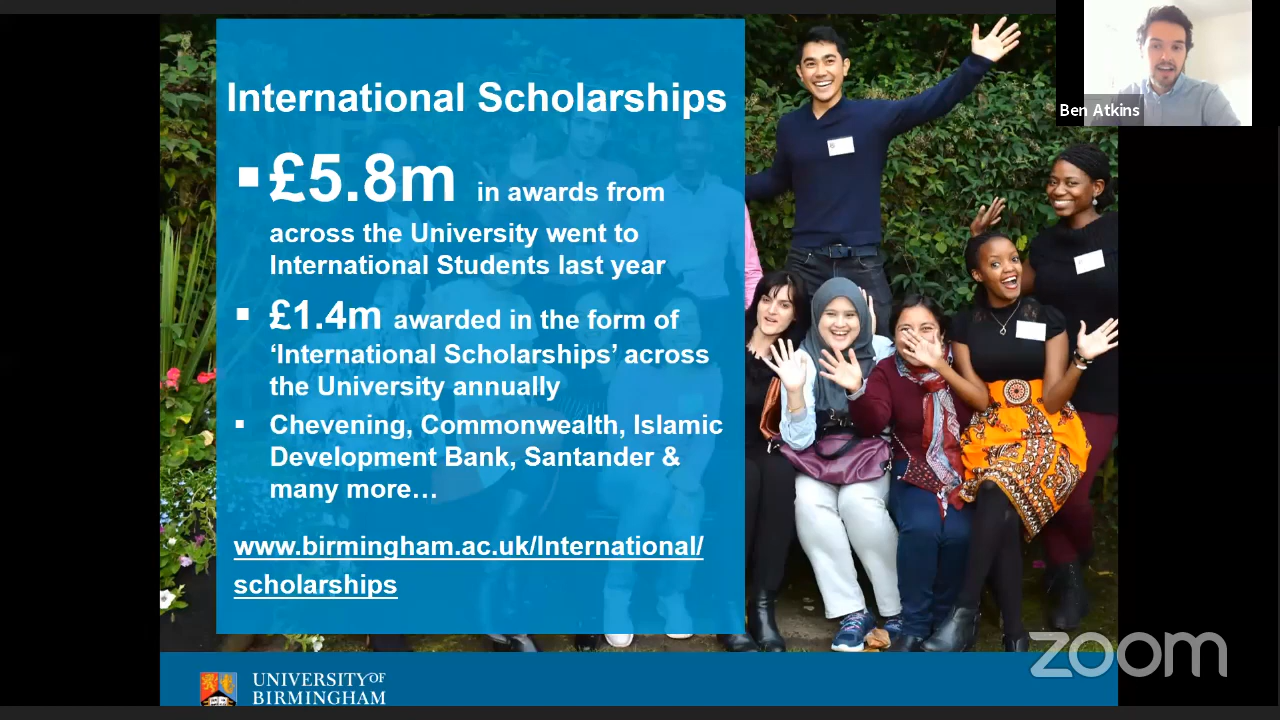 International Scholarships
▪ £5.8m in awards from
across the University went to
International Students last year
▪ £1.4m awarded in the form of
‘International Scholarships’ across
the University annually
▪ Chevening, Commonwealth, Islamic
Development Bank, Santander &
many more…
www.birmingham.ac.uk/International/
scholarships
UNIVERSITY OF
BIRMINGHAM
Ben Atkins
zoom